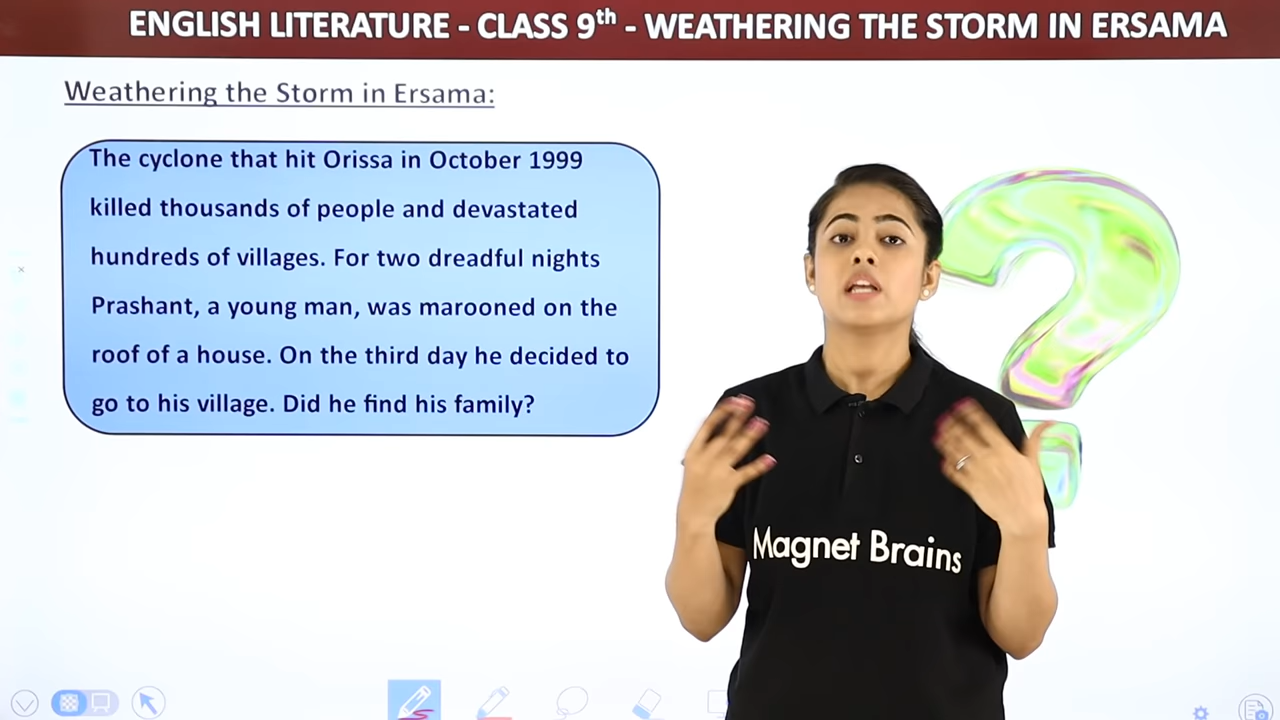 ENGLISH LITERATURE - CLASS 9th - WEATHERING THE STORM IN ERSAMA
Weathering the Storm in Ersama:
The cyclone that hit Orissa in October 1999
killed thousands of people and devastated
hundreds of villages. For two dreadful nights
Prashant, a young man, was marooned on the
roof of a house. On the third day he decided to
go to his village. Did he find his family?
Magnet Brains